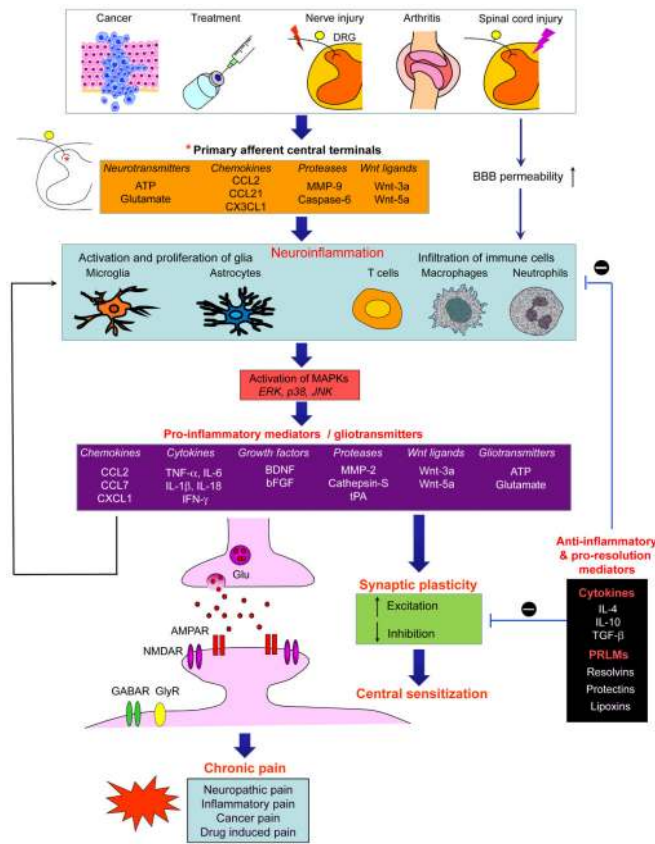 Cancer
Treatment
Nerve injury
Arthritis
Spinal cord injury
DRG
* Primary afferent central terminals
Neurotransmitters
Chemokines
Proteases
Wnt ligands
ATP
Glutamate
CCL2
CCL21
CX3CL1
MMP-9
Caspase-6
Wnt-3a
Wnt-5a
BBB permeability ↑
Neuroinflammation
Activation and proliferation of glia
Infiltration of immune cells
Microglia
Astrocytes
T cells
Macrophages
Neutrophils
Activation of MAPKs
ERK, p38, JNK
Pro-inflammatory mediators / gliotransmitters
Chemokines
Cytokines
Growth factors
Proteases
Wnt ligands
Gliotransmitters
CCL2
CCL7
CXCL1
TNF-α, IL-6
IL-1β, IL-18
IFN-γ
BDNF
bFGF
MMP-2
Cathepsin-S
tPA
Wnt-3a
Wnt-5a
ATP
Glutamate
Glu
AMPAR
NMDAR
GABAR
GlyR
Synaptic plasticity
↑ Excitation
↓ Inhibition
Central sensitization
Anti-inflammatory
& pro-resolution
mediators
Cytokines
IL-4
IL-10
TGF-β
PRLMs
Resolvins
Protectins
Lipoxins
Chronic pain
Neuropathic pain
Inflammatory pain
Cancer pain
Drug induced pain